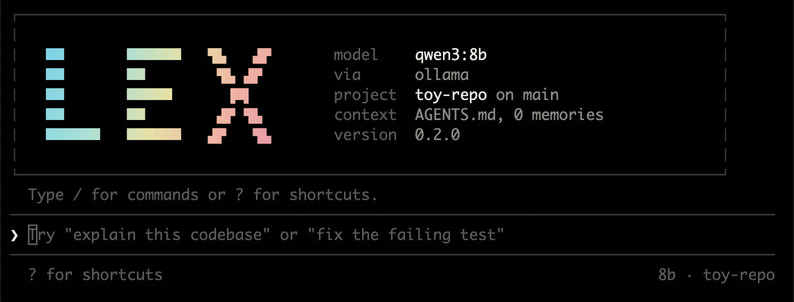 LEX
model qwen3:8b
via ollama
project toy-repo on main
context AGENTS.md, 0 memories
version 0.2.0
Type / for commands or ? for shortcuts.
❯ Try "explain this codebase" or "fix the failing test"
? for shortcuts 8b · toy-repo